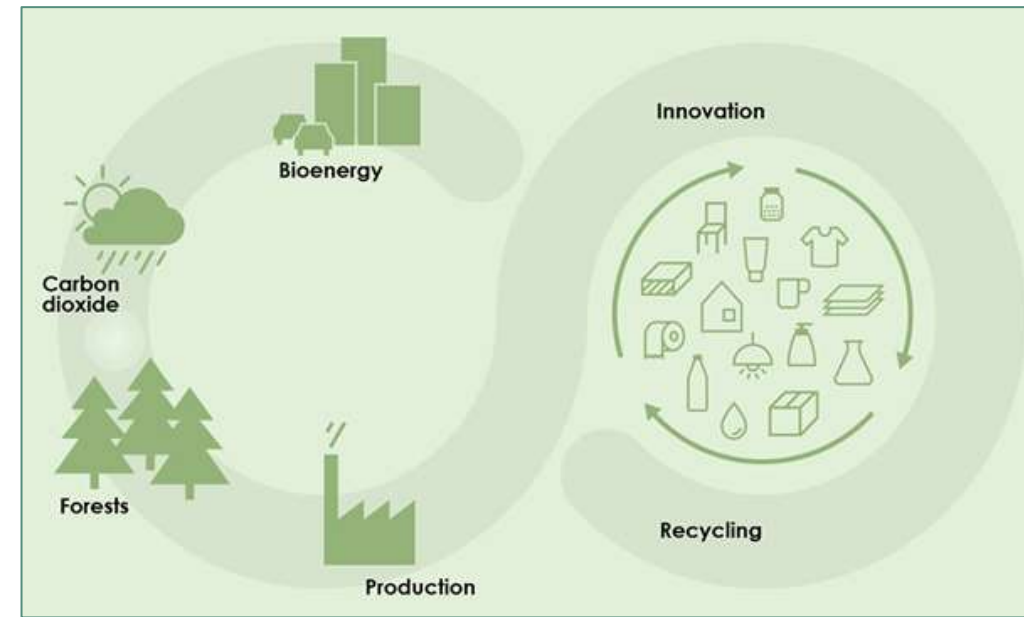 Innovation
Bioenergy
Carbon
dioxide
Forests
Recycling
Production